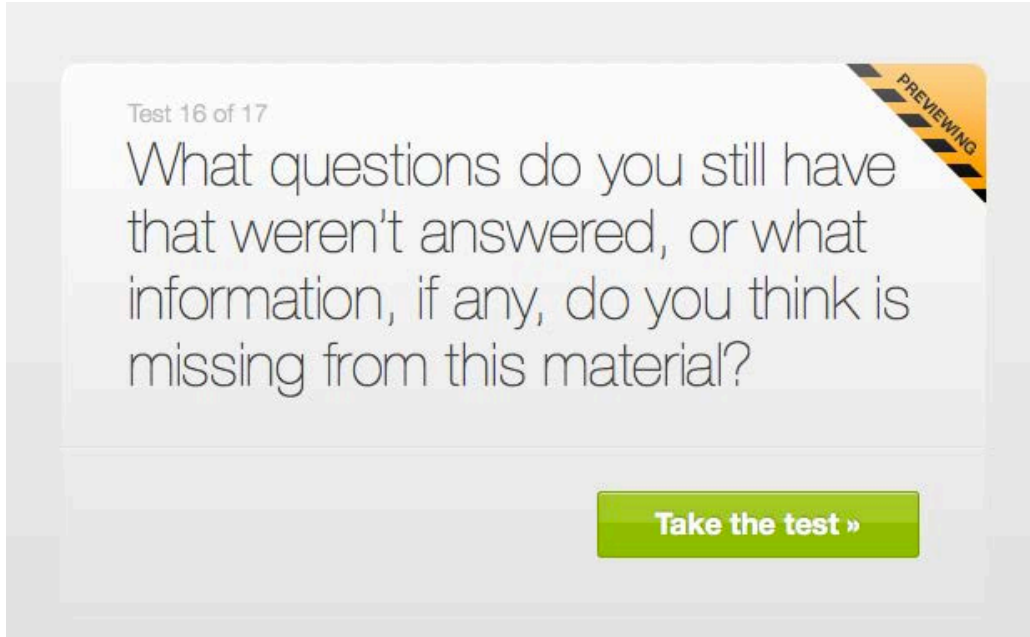 Test 16 of 17
PREVIEWING
What questions do you still have
that weren't answered, or what
information, if any, do you think is
missing from this material?
Take the test »